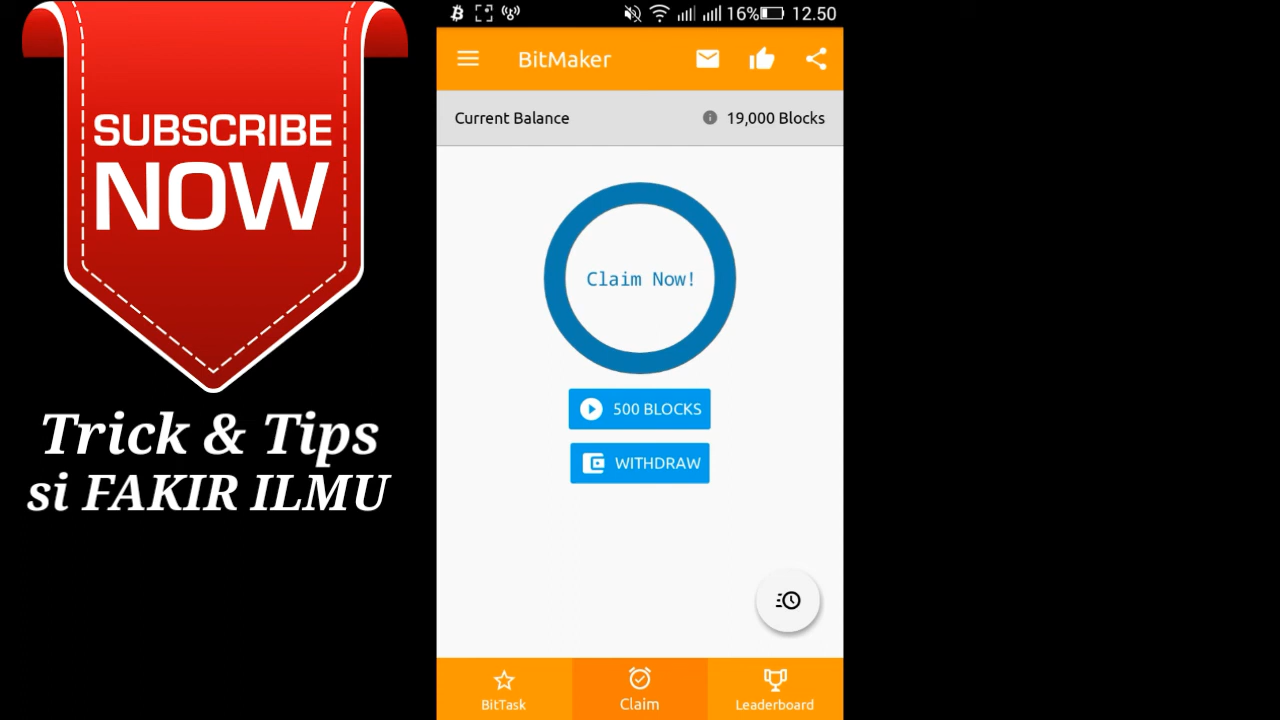 SUBSCRIBE
NOW
Trick & Tips
si FAKIR ILMU
16% 12.50
BitMaker
Current Balance 19,000 Blocks
Claim Now!
500 BLOCKS
WITHDRAW
BitTask Claim Leaderboard